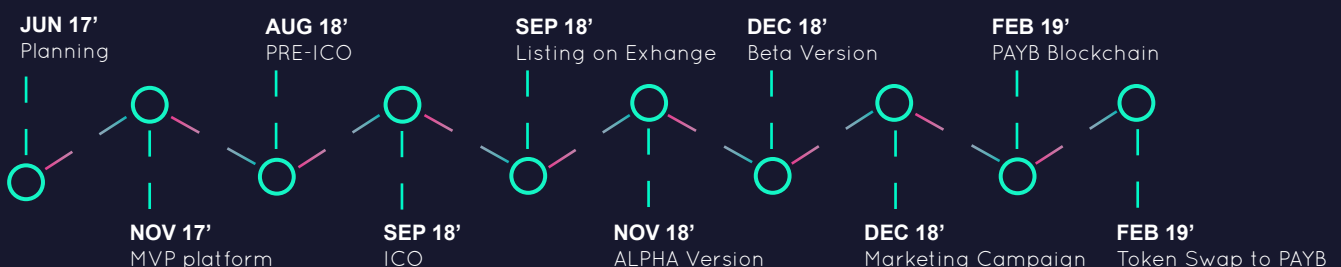 JUN 17’
Planning
NOV 17’
MVP platform
AUG 18’
PRE-ICO
SEP 18’
ICO
SEP 18’
Listing on Exhange
NOV 18’
ALPHA Version
DEC 18’
Beta Version
DEC 18’
Marketing Campaign
FEB 19’
PAYB Blockchain
FEB 19’
Token Swap to PAYB